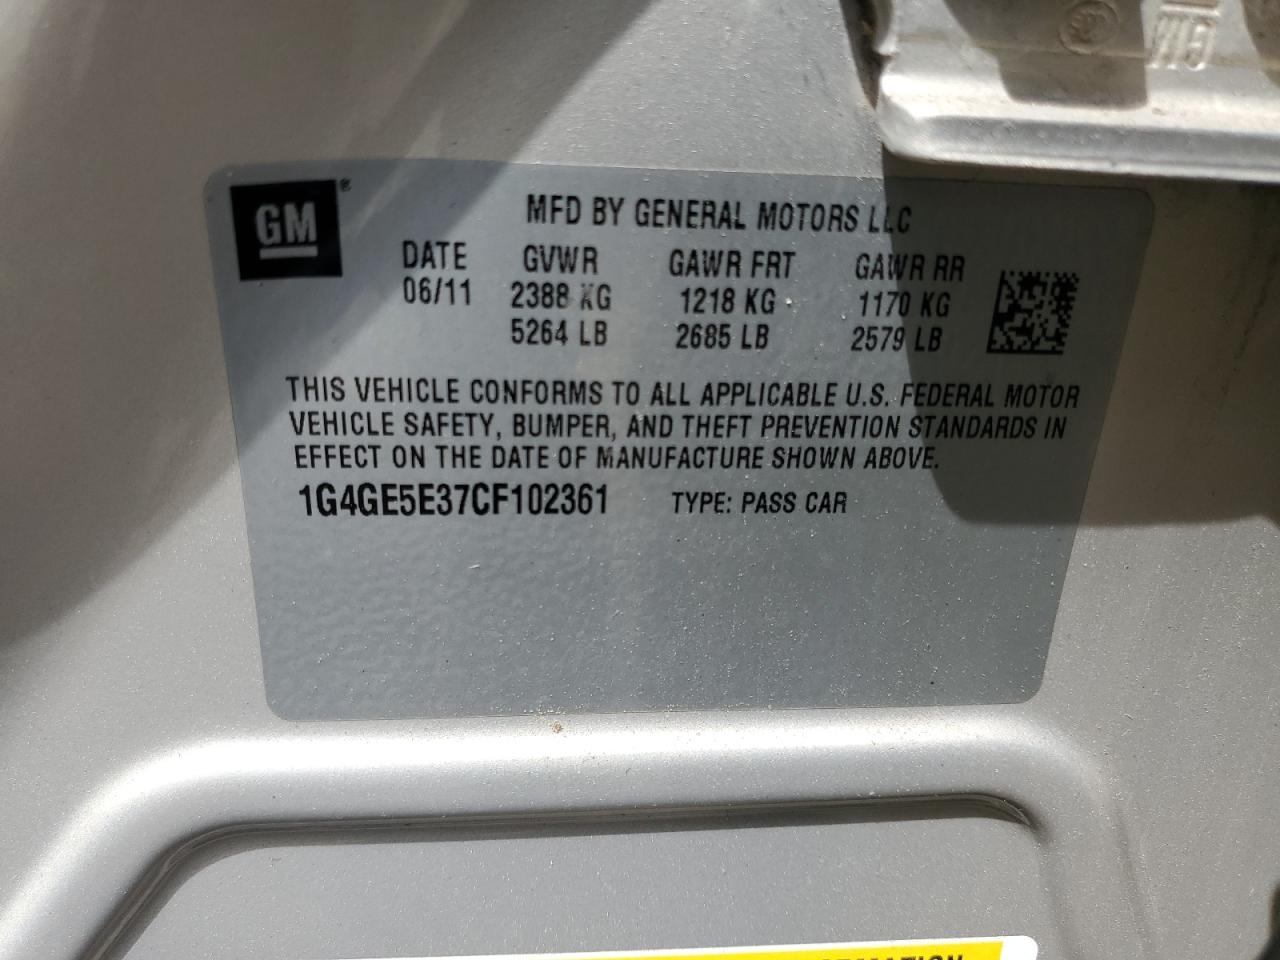 GM
GM ®
MFD BY GENERAL MOTORS LLC
DATE GVWR GAWR FRT GAWR RR
06/11 2388 KG 1218 KG 1170 KG
5264 LB 2685 LB 2579 LB
THIS VEHICLE CONFORMS TO ALL APPLICABLE U.S. FEDERAL MOTOR
VEHICLE SAFETY, BUMPER, AND THEFT PREVENTION STANDARDS IN
EFFECT ON THE DATE OF MANUFACTURE SHOWN ABOVE.
1G4GE5E37CF102361 TYPE: PASS CAR